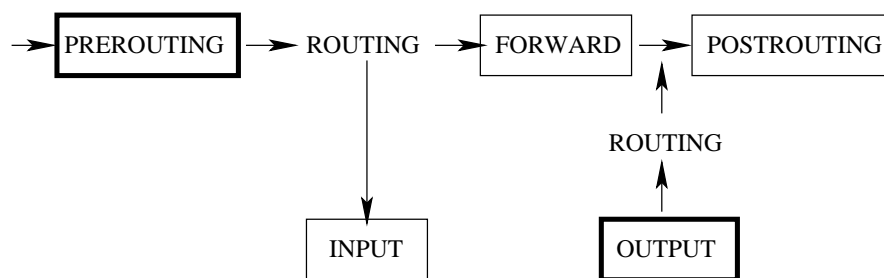 PREROUTING ROUTING FORWARD POSTROUTING
ROUTING
INPUT OUTPUT